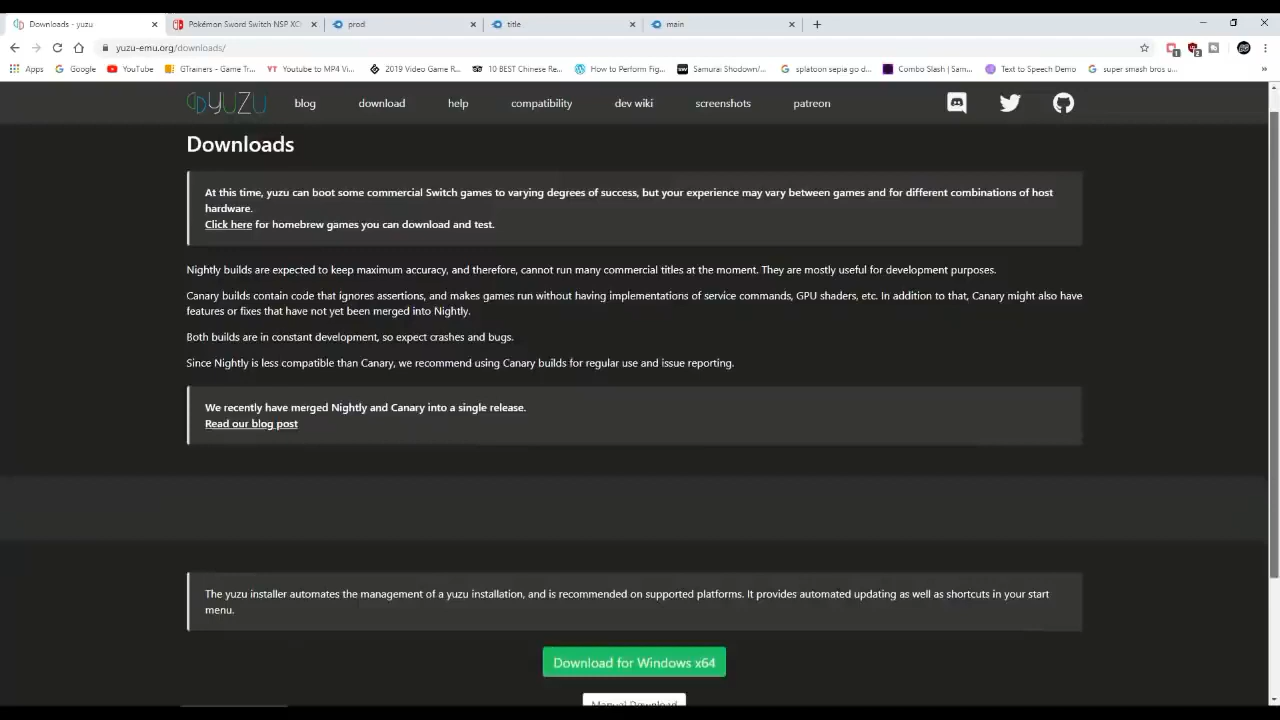 Downloads - yuzu
Pokémon Sword Switch NSP XC
prod
title
main
yuzu-emu.org/downloads/
Apps
Google
YouTube
GTrainers - Game Tr...
Youtube to MP4 Vi...
2019 Video Game R...
10 BEST Chinese Re...
How to Perform Fig...
Samurai Shodown/...
splatoon sepia go d...
Combo Slash ( Sam...
Text to Speech Demo
super smash bros u...
YUZU
blog
download
help
compatibility
dev wiki
screenshots
patreon
Downloads
At this time, yuzu can boot some commercial Switch games to varying degrees of success, but your experience may vary between games and for different combinations of host
hardware.
Click here for homebrew games you can download and test.
Nightly builds are expected to keep maximum accuracy, and therefore, cannot run many commercial titles at the moment. They are mostly useful for development purposes.
Canary builds contain code that ignores assertions, and makes games run without having implementations of service commands, GPU shaders, etc. In addition to that, Canary might also have
features or fixes that have not yet been merged into Nightly.
Both builds are in constant development, so expect crashes and bugs.
Since Nightly is less compatible than Canary, we recommend using Canary builds for regular use and issue reporting.
We recently have merged Nightly and Canary into a single release.
Read our blog post
The yuzu installer automates the management of a yuzu installation, and is recommended on supported platforms. It provides automated updating as well as shortcuts in your start
menu.
Download for Windows x64
Manual Download